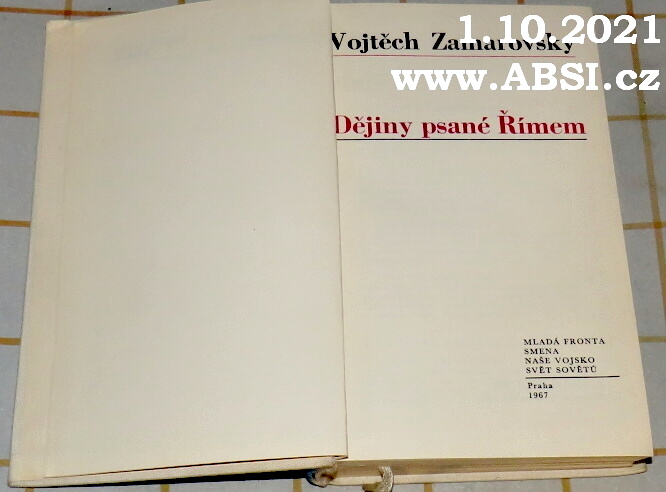 1.10.2021
www.ABSI.cz
Vojtěch Zamarovský
Dějiny psané Římem
MLADÁ FRONTA
SMENA
NAŠE VOJSKO
SVĚT SOVĚTŮ
Praha
1967